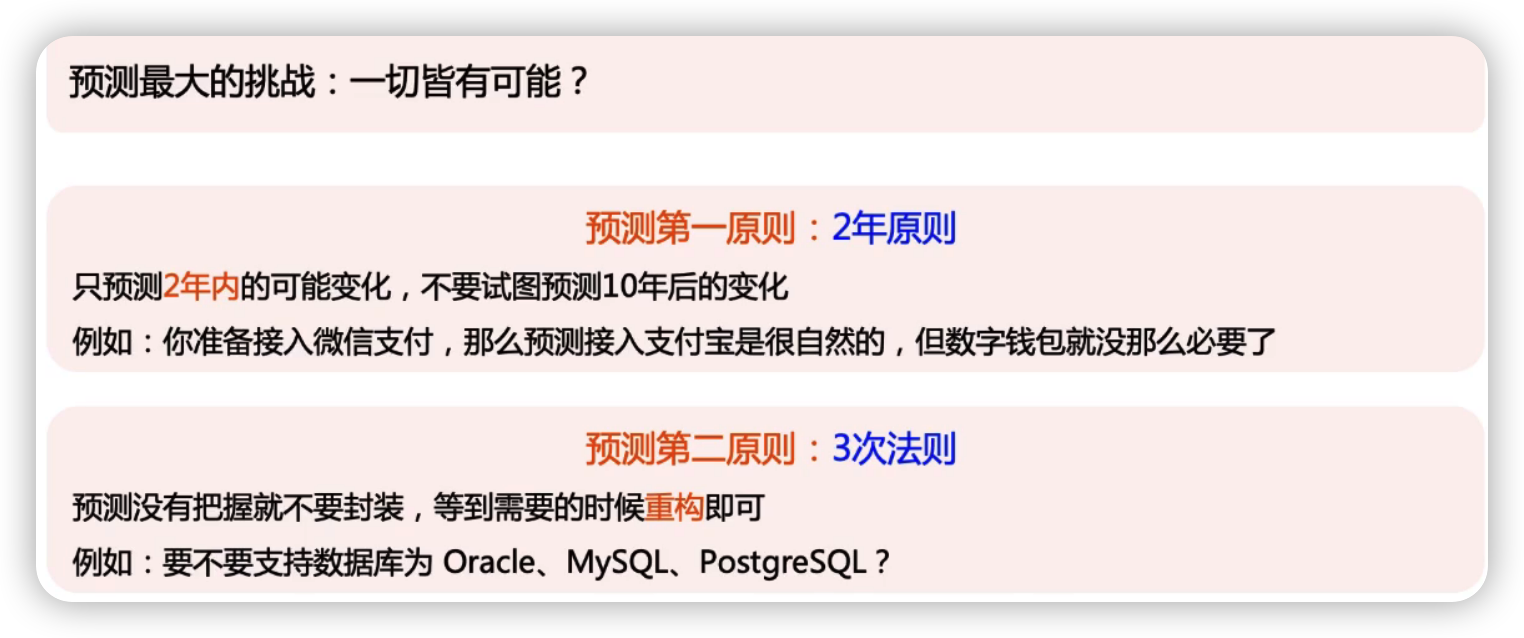 预测最大的挑战：一切皆有可能？
预测第一原则：2年原则
只预测2年内的可能变化，不要试图预测10年后的变化
例如：你准备接入微信支付，那么预测接入支付宝是很自然的，但数字钱包就没那么必要了
预测第二原则：3次法则
预测没有把握就不要封装，等到需要的时候重构即可
例如：要不要支持数据库为 Oracle、MySQL、PostgreSQL？